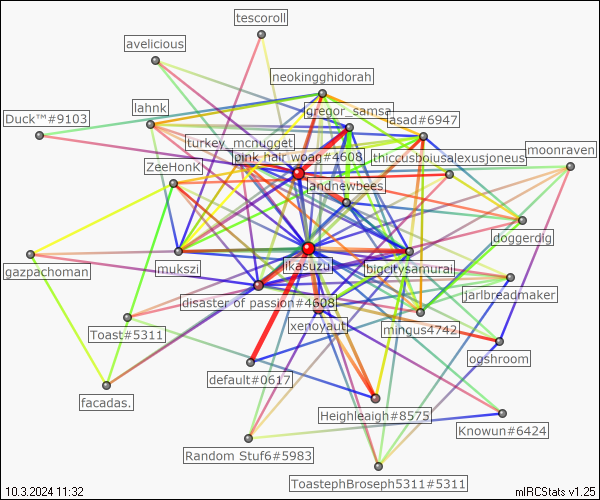 tescoroll
avelicious
neokingghidorah
lahnk
gregor_samsa
Duck™#9103
asad#6947
turkey_mcnugget
moonraven
pink hair woag#4608
thiccusboiusalexusjoneus
ZeeHonK
landnewbees
doggerdig
mukszi
ikasuzu
bigcitysamurai
gazpachoman
jarlbreadmaker
disaster of passion#4608
xenoyaut
mingus4742
Toast#5311
ogshroom
default#0617
facadas.
Heighleaigh#8575
Knowun#6424
Random Stuf6#5983
ToastephBroseph5311#5311
10.3.2024 11:32
mIRCStats v1.25